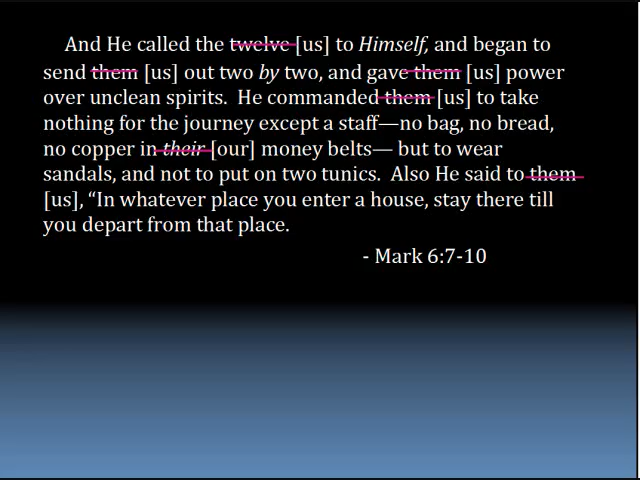 And He called the twelve [us] to Himself, and began to
send them [us] out two by two, and gave them [us] power
over unclean spirits. He commanded them [us] to take
nothing for the journey except a staff—no bag, no bread,
no copper in their [our] money belts— but to wear
sandals, and not to put on two tunics. Also He said to them
[us], “In whatever place you enter a house, stay there till
you depart from that place.
- Mark 6:7-10